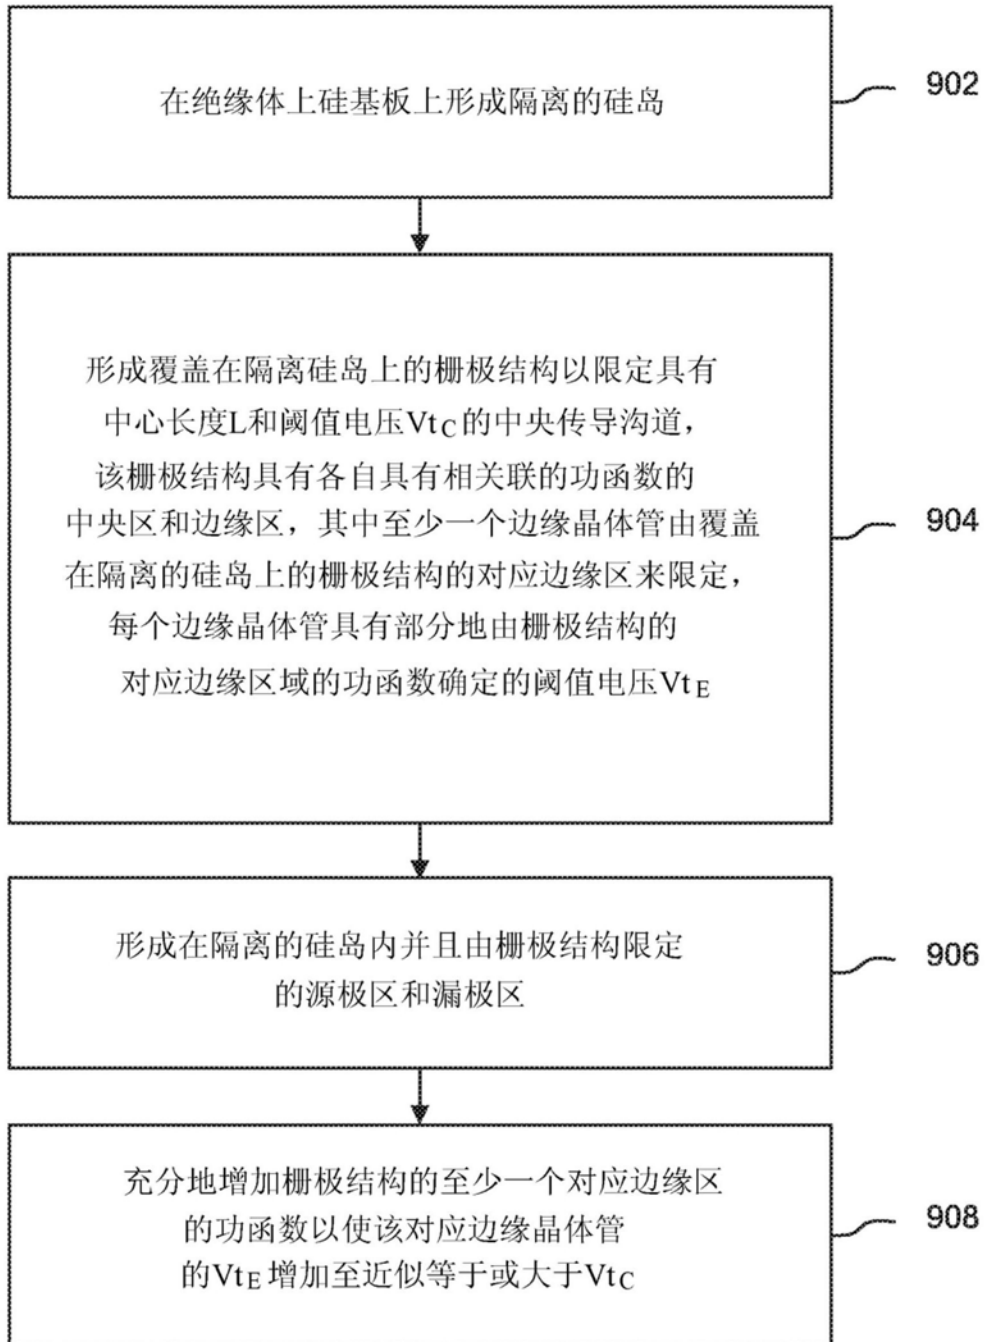 在绝缘体上硅基板上形成隔离的硅岛
902
形成覆盖在隔离硅岛上的栅极结构以限定具有
中心长度L和阈值电压VtC的中央传导沟道，
该栅极结构具有各自具有相关联的功函数的
中央区和边缘区，其中至少一个边缘晶体管由覆盖
在隔离的硅岛上的栅极结构的对应边缘区来限定，
每个边缘晶体管具有部分地由栅极结构的
对应边缘区域的功函数确定的阈值电压VtE
904
形成在隔离的硅岛内并且由栅极结构限定
的源极区和漏极区
906
充分地增加栅极结构的至少一个对应边缘区
的功函数以使该对应边缘晶体管
的VtE增加至近似等于或大于VtC
908